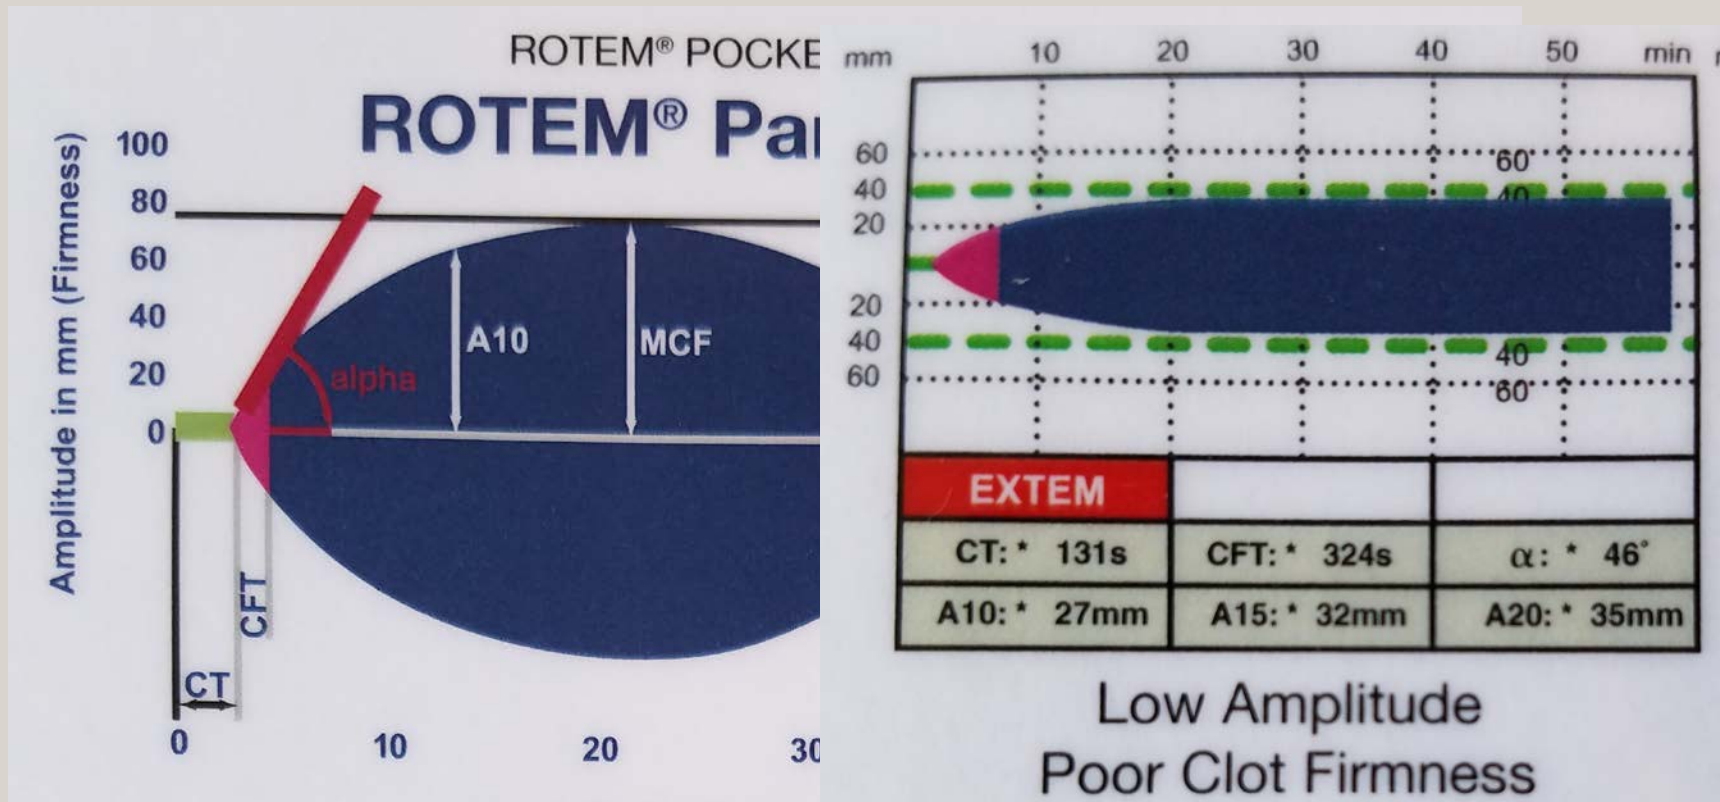 ROTEM® POCKE
ROTEM® Par
Amplitude in mm (Firmness)
100
80
60
40
20
0
A10
MCF
alpha
CFT
CT
0 10 20 30
mm 10 20 30 40 50 min
60 60
40 40
20
20
40 40
60 60
EXTEM
CT: * 131s CFT: * 324s α: * 46°
A10: * 27mm A15: * 32mm A20: * 35mm
Low Amplitude
Poor Clot Firmness